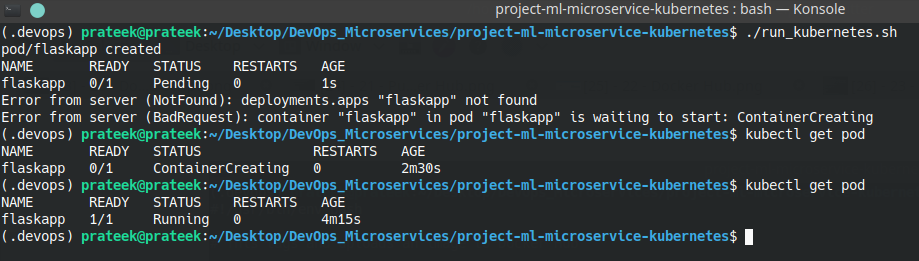 project-ml-microservice-kubernetes : bash — Konsole
(.devops) prateek@prateek:~/Desktop/DevOps_Microservices/project-ml-microservice-kubernetes$ ./run_kubernetes.sh
pod/flaskapp created
NAME       READY   STATUS    RESTARTS   AGE
flaskapp   0/1     Pending   0          1s
Error from server (NotFound): deployments.apps "flaskapp" not found
Error from server (BadRequest): container "flaskapp" in pod "flaskapp" is waiting to start: ContainerCreating
(.devops) prateek@prateek:~/Desktop/DevOps_Microservices/project-ml-microservice-kubernetes$ kubectl get pod
NAME       READY   STATUS              RESTARTS   AGE
flaskapp   0/1     ContainerCreating   0          2m30s
(.devops) prateek@prateek:~/Desktop/DevOps_Microservices/project-ml-microservice-kubernetes$ kubectl get pod
NAME       READY   STATUS    RESTARTS   AGE
flaskapp   1/1     Running   0          4m15s
(.devops) prateek@prateek:~/Desktop/DevOps_Microservices/project-ml-microservice-kubernetes$